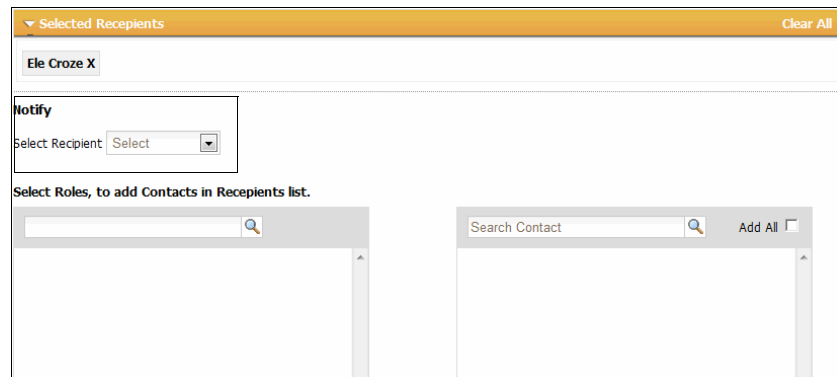 Selected Recepients Clear All
Ele Croze X
Notify
Select Recipient Select
Select Roles, to add Contacts in Recepients list.
Search Contact Add All